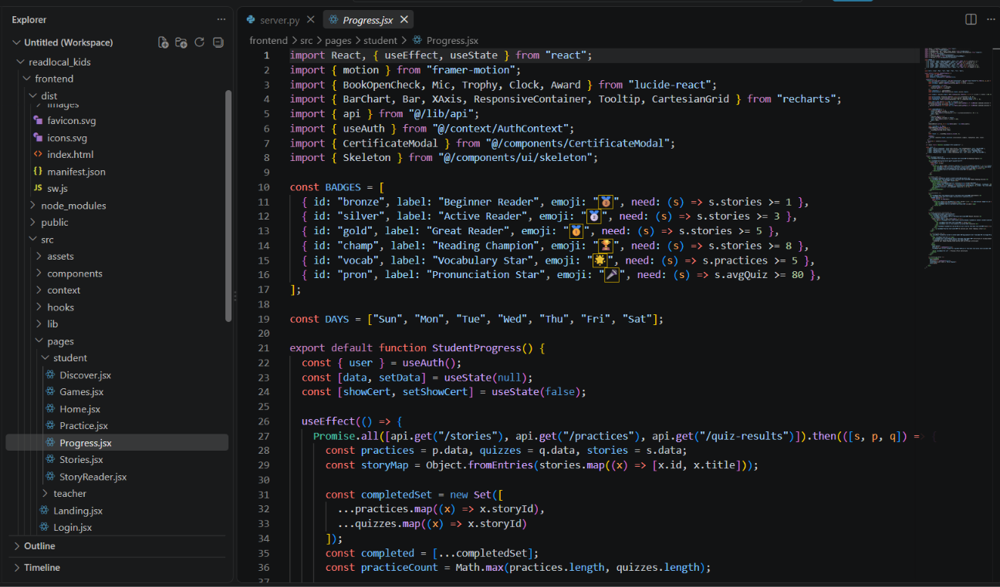 Explorer
Untitled (Workspace)
readlocal_kids
frontend
dist
images
favicon.svg
icons.svg
index.html
manifest.json
sw.js
node_modules
public
src
assets
components
context
hooks
lib
pages
student
Discover.jsx
Games.jsx
Home.jsx
Practice.jsx
Progress.jsx
Stories.jsx
StoryReader.jsx
teacher
Landing.jsx
Login.jsx
Outline
Timeline
server.py
Progress.jsx
frontend > src > pages > student > Progress.jsx
1 import React, { useEffect, useState } from "react";
2 import { motion } from "framer-motion";
3 import { BookOpenCheck, Mic, Trophy, Clock, Award } from "lucide-react";
4 import { BarChart, Bar, XAxis, ResponsiveContainer, Tooltip, CartesianGrid } from "recharts";
5 import { api } from "@/lib/api";
6 import { useAuth } from "@/context/AuthContext";
7 import { CertificateModal } from "@/components/CertificateModal";
8 import { Skeleton } from "@/components/ui/skeleton";
9
10 const BADGES = [
11 { id: "bronze", label: "Beginner Reader", emoji: "🥉", need: (s) => s.stories >= 1 },
12 { id: "silver", label: "Active Reader", emoji: "🥈", need: (s) => s.stories >= 3 },
13 { id: "gold", label: "Great Reader", emoji: "🥇", need: (s) => s.stories >= 5 },
14 { id: "champ", label: "Reading Champion", emoji: "🏆", need: (s) => s.stories >= 8 },
15 { id: "vocab", label: "Vocabulary Star", emoji: "🌟", need: (s) => s.practices >= 5 },
16 { id: "pron", label: "Pronunciation Star", emoji: "🎤", need: (s) => s.avgQuiz >= 80 },
17 ];
18
19 const DAYS = ["Sun", "Mon", "Tue", "Wed", "Thu", "Fri", "Sat"];
20
21 export default function StudentProgress() {
22 const { user } = useAuth();
23 const [data, setData] = useState(null);
24 const [showCert, setShowCert] = useState(false);
25
26 useEffect(() => {
27 Promise.all([api.get("/stories"), api.get("/practices"), api.get("/quiz-results")]).then(([s, p, q]) => {
28 const practices = p.data, quizzes = q.data, stories = s.data;
29 const storyMap = Object.fromEntries(stories.map((x) => [x.id, x.title]));
30
31 const completedSet = new Set([
32 ...practices.map((x) => x.storyId),
33 ...quizzes.map((x) => x.storyId)
34 ]);
35 const completed = [...completedSet];
36 const practiceCount = Math.max(practices.length, quizzes.length);
37